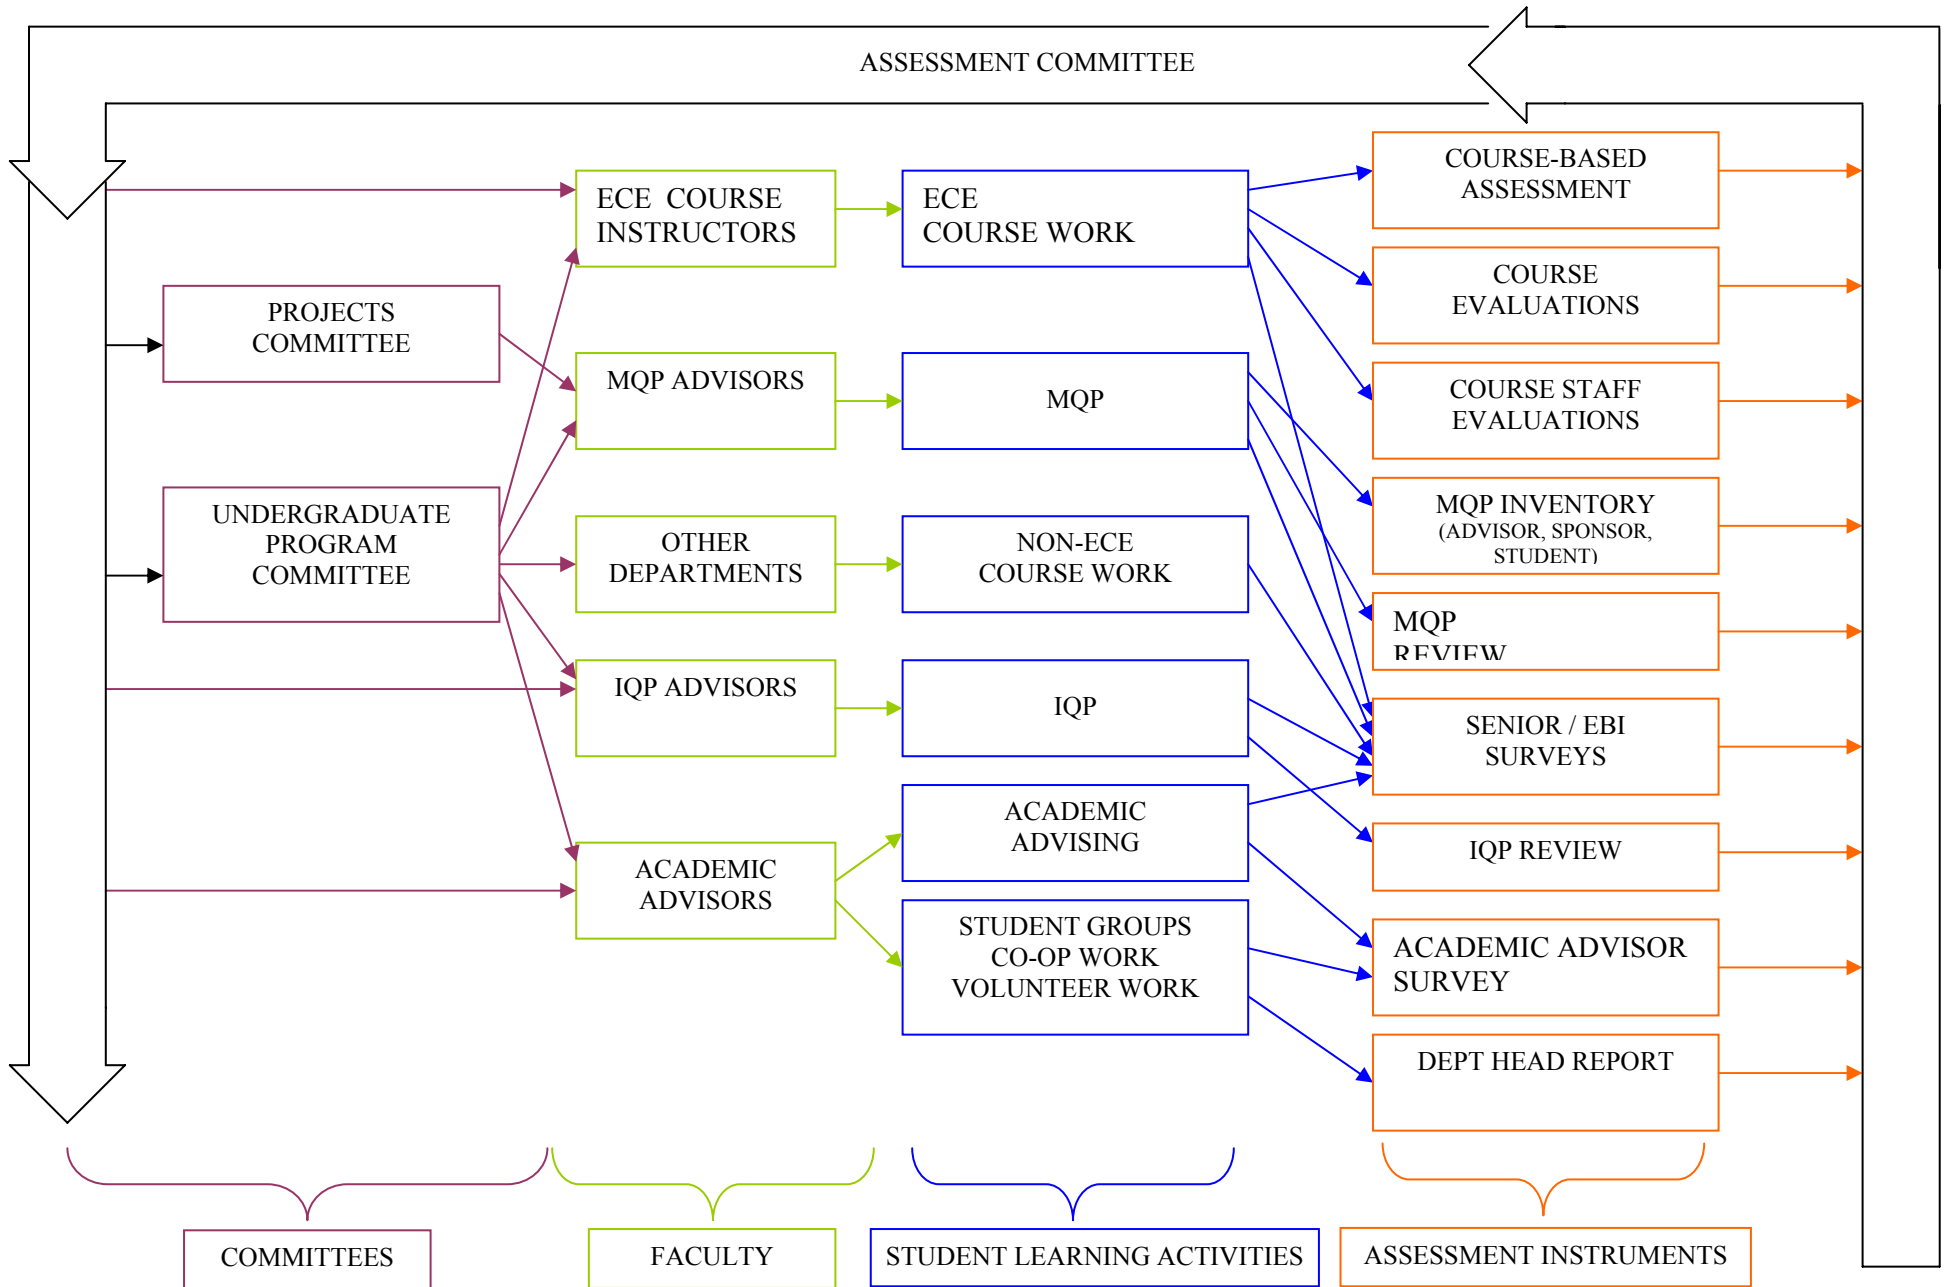 ASSESSMENT COMMITTEE
PROJECTS
COMMITTEE
UNDERGRADUATE
PROGRAM
COMMITTEE
ECE COURSE
INSTRUCTORS
MQP ADVISORS
OTHER
DEPARTMENTS
IQP ADVISORS
ACADEMIC
ADVISORS
ECE
COURSE WORK
MQP
NON-ECE
COURSE WORK
IQP
ACADEMIC
ADVISING
STUDENT GROUPS
CO-OP WORK
VOLUNTEER WORK
COURSE-BASED
ASSESSMENT
COURSE
EVALUATIONS
COURSE STAFF
EVALUATIONS
MQP INVENTORY
(ADVISOR, SPONSOR,
STUDENT)
MQP
REVIEW
SENIOR / EBI
SURVEYS
IQP REVIEW
ACADEMIC ADVISOR
SURVEY
DEPT HEAD REPORT
COMMITTEES
FACULTY
STUDENT LEARNING ACTIVITIES
ASSESSMENT INSTRUMENTS